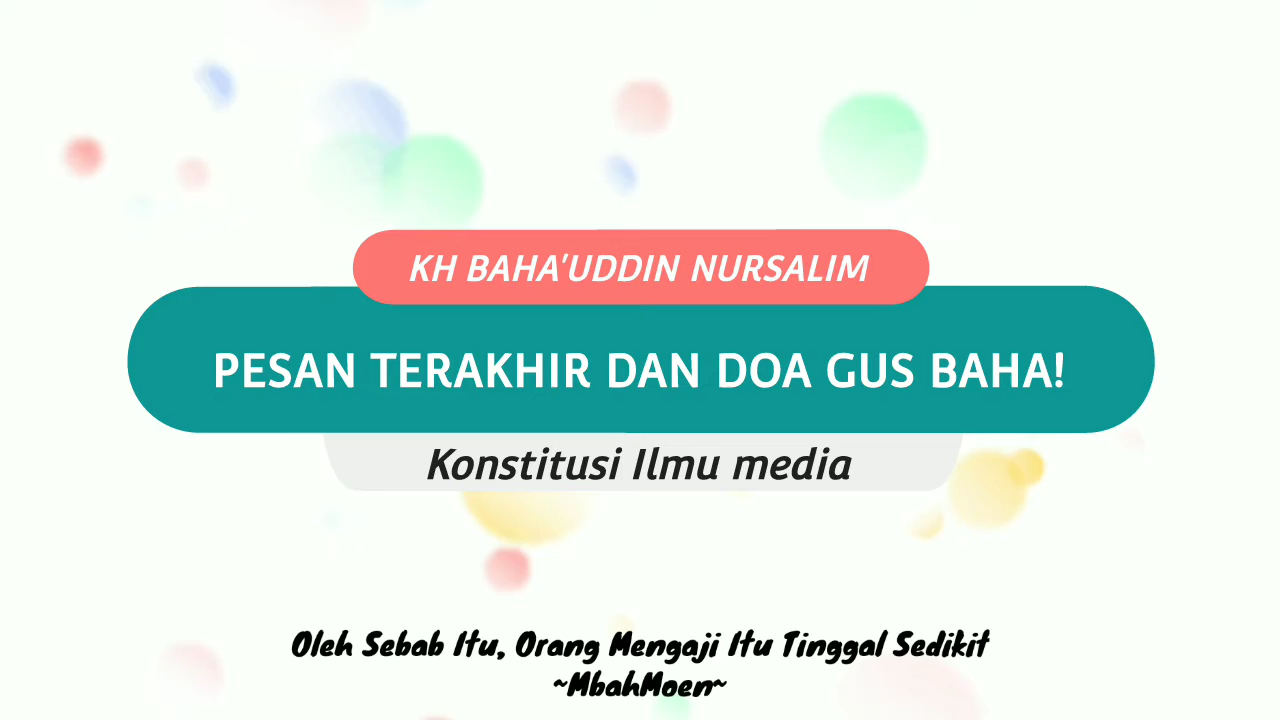 KH BAHA'UDDIN NURSALIM
PESAN TERAKHIR DAN DOA GUS BAHA!
Konstitusi Ilmu media
Oleh Sebab Itu, Orang Mengaji Itu Tinggal Sedikit
~MbahMoen~